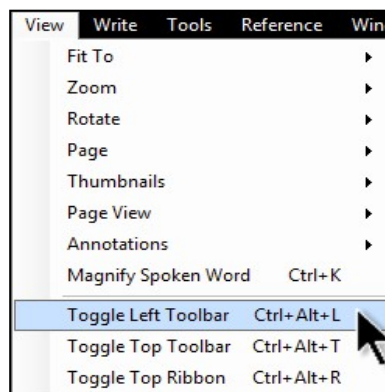 View Write Tools Reference Win
Fit To
Zoom
Rotate
Page
Thumbnails
Page View
Annotations
Magnify Spoken Word Ctrl+K
Toggle Left Toolbar Ctrl+Alt+L
Toggle Top Toolbar Ctrl+Alt+T
Toggle Top Ribbon Ctrl+Alt+R